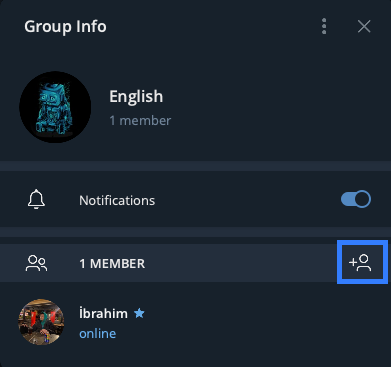 Group Info
English
1 member
Notifications
1 MEMBER
İbrahim
online